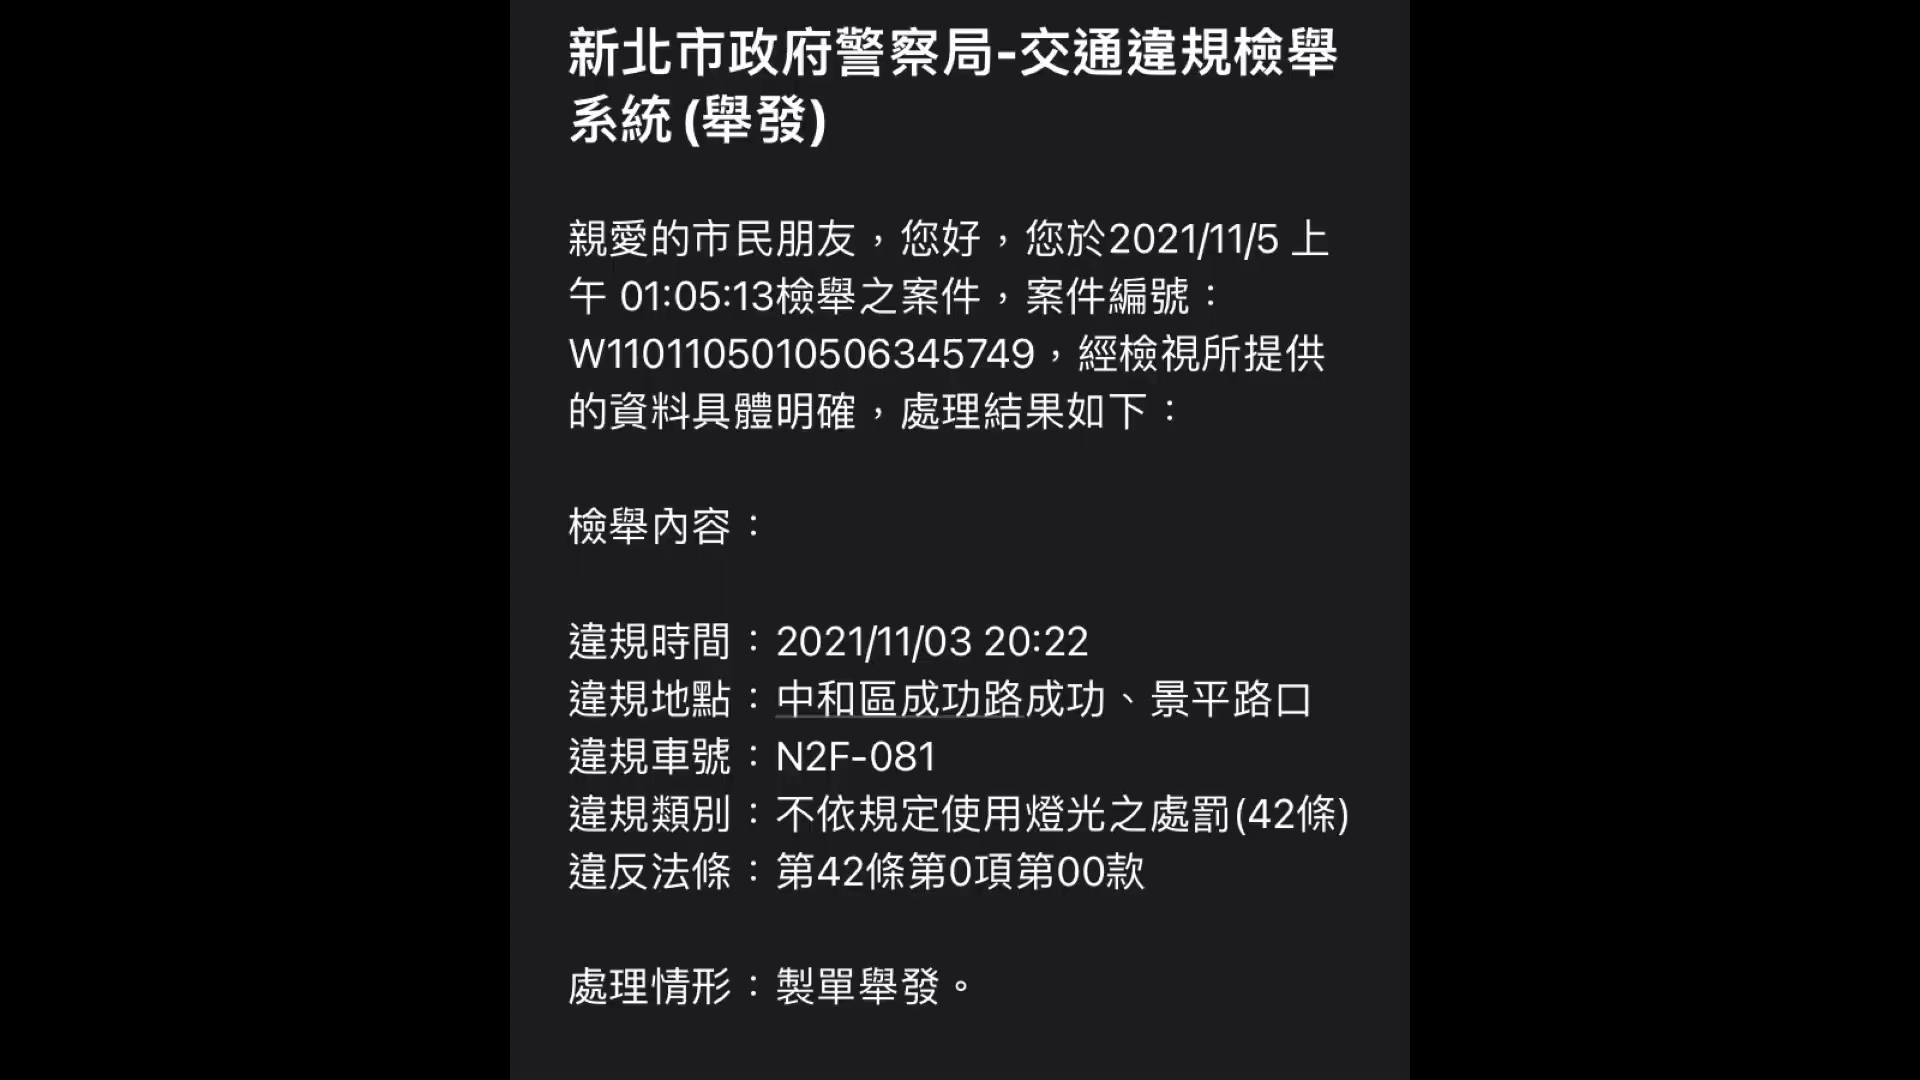 新北市政府警察局-交通違規檢舉
系統(舉發)
親愛的市民朋友，您好，您於2021/11/5 上
午 01:05:13檢舉之案件，案件編號：
W11011050105​06345749，經檢視所提供
的資料具體明確，處理結果如下：
檢舉內容：
違規時間：2021/11/03 20:22
違規地點：中和區成功路成功、景平路口
違規車號：N2F-081
違規類別：不依規定使用燈光之處罰(42條)
違反法條：第42條第0項第00款
處理情形：製單舉發。